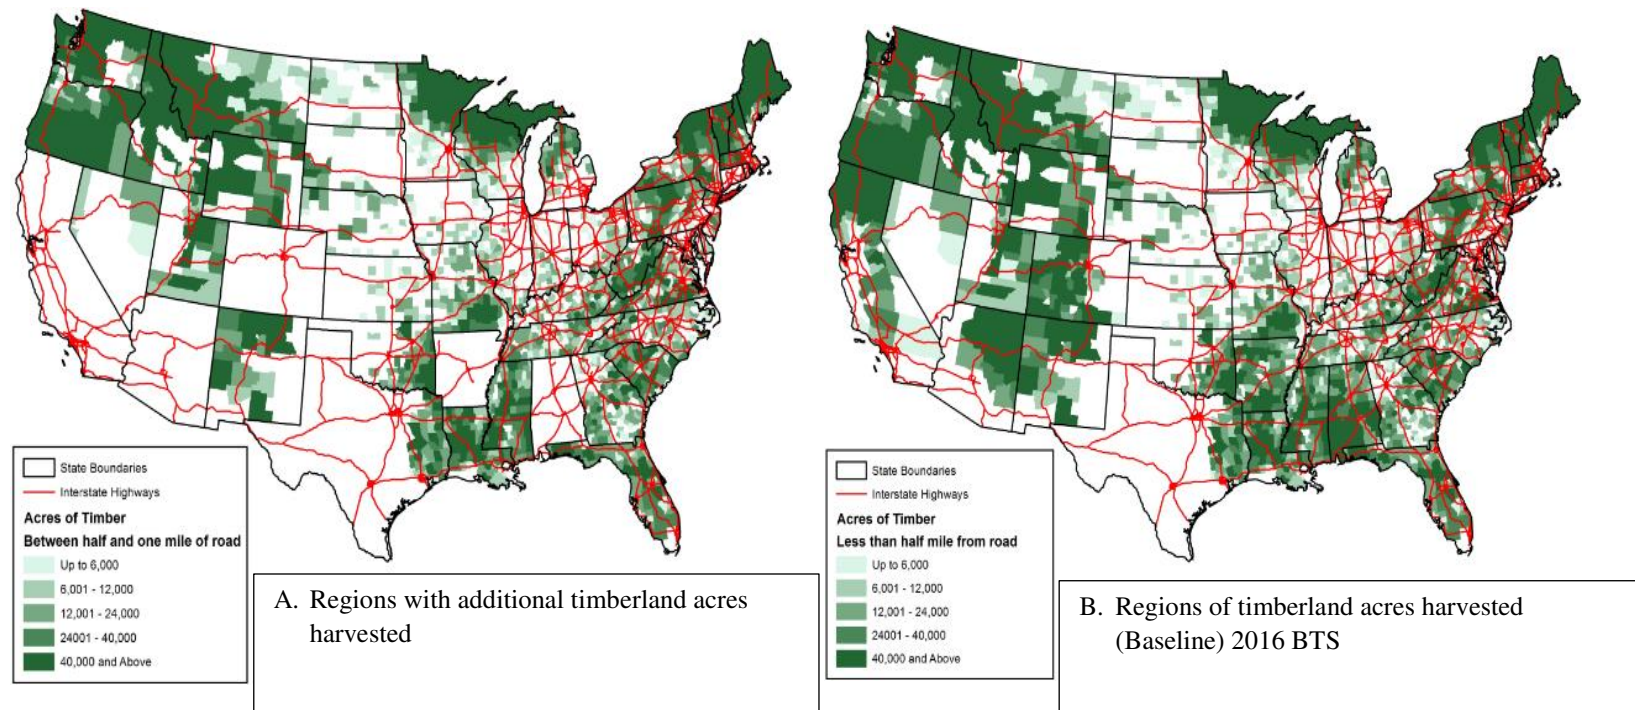 State Boundaries
Interstate Highways
Acres of Timber
Between half and one mile of road
Up to 6,000
6,001 - 12,000
12,001 - 24,000
24001 - 40,000
40,000 and Above
A. Regions with additional timberland acres
harvested
State Boundaries
Interstate Highways
Acres of Timber
Less than half mile from road
Up to 6,000
6,001 - 12,000
12,001 - 24,000
24001 - 40,000
40,000 and Above
B. Regions of timberland acres harvested
(Baseline) 2016 BTS